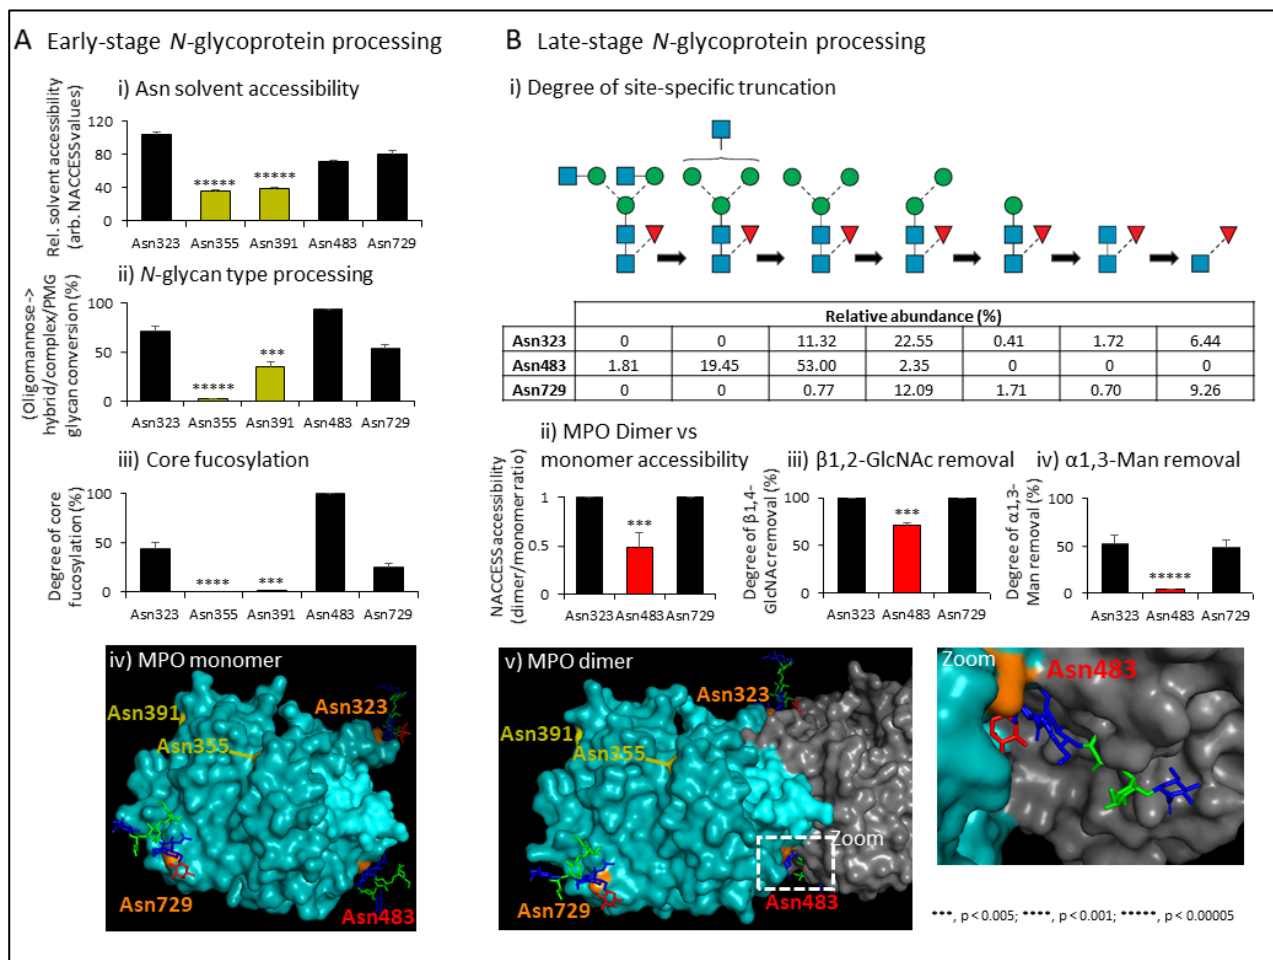 A Early-stage N-glycoprotein processing
i) Asn solvent accessibility
Rel. solvent accessibility
(arb. NACCESS values)
120
80
40
0
*****
*****
Asn323 Asn355 Asn391 Asn483 Asn729
ii) N-glycan type processing
(Oligomannose ->
hybrid/complex/PMG
glycan conversion (%)
100
50
0
*****
***
Asn323 Asn355 Asn391 Asn483 Asn729
iii) Core fucosylation
Degree of core
fucosylation (%)
100
50
0
****
***
Asn323 Asn355 Asn391 Asn483 Asn729
iv) MPO monomer
Asn391
Asn323
Asn355
Asn729
Asn483
B Late-stage N-glycoprotein processing
i) Degree of site-specific truncation
Relative abundance (%)
Asn323 0 0 11.32 22.55 0.41 1.72 6.44
Asn483 1.81 19.45 53.00 2.35 0 0 0
Asn729 0 0 0.77 12.09 1.71 0.70 9.26
ii) MPO Dimer vs
monomer accessibility
NACCESS accessibility
(dimer/monomer ratio)
1
0.5
0
***
Asn323 Asn483 Asn729
iii) β1,2-GlcNAc removal
Degree of β1,4-
GlcNAc removal (%)
100
50
0
***
Asn323 Asn483 Asn729
iv) α1,3-Man removal
Degree of α1,3-
Man removal (%)
100
50
0
*****
Asn323 Asn483 Asn729
v) MPO dimer
Asn323
Asn391
Asn355
Zoom
Asn729
Asn483
Zoom
Asn483
***, p < 0.005; ****, p < 0.001; *****, p < 0.00005